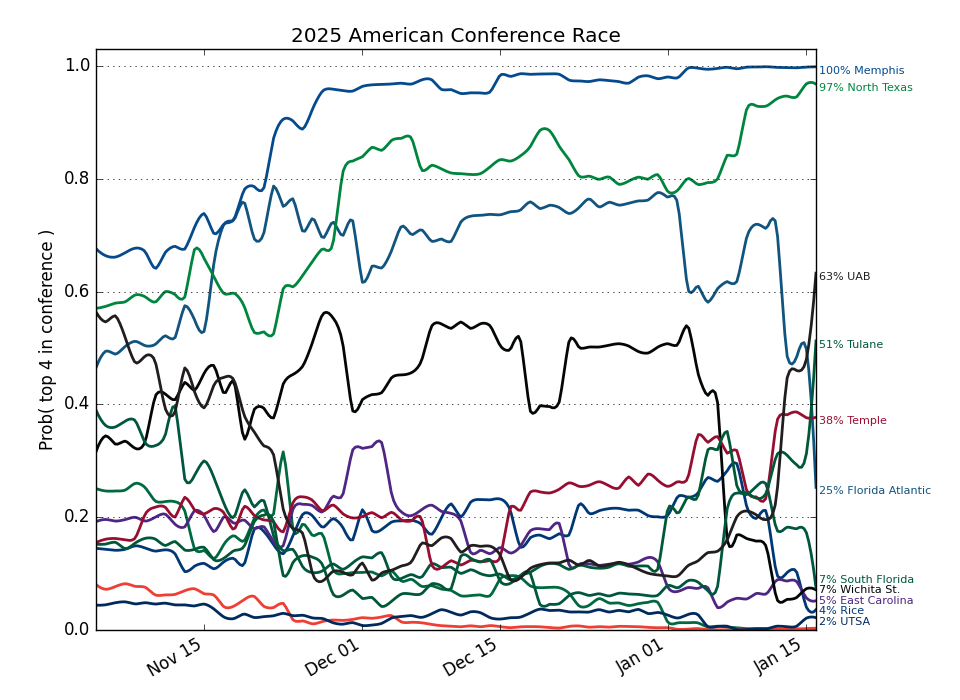 2025 American Conference Race
Prob( top 4 in conference )
1.0
0.8
0.6
0.4
0.2
0.0
Nov 15
Dec 01
Dec 15
Jan 01
Jan 15
100% Memphis
97% North Texas
63% UAB
51% Tulane
38% Temple
25% Florida Atlantic
7% South Florida
7% Wichita St.
5% East Carolina
4% Rice
2% UTSA